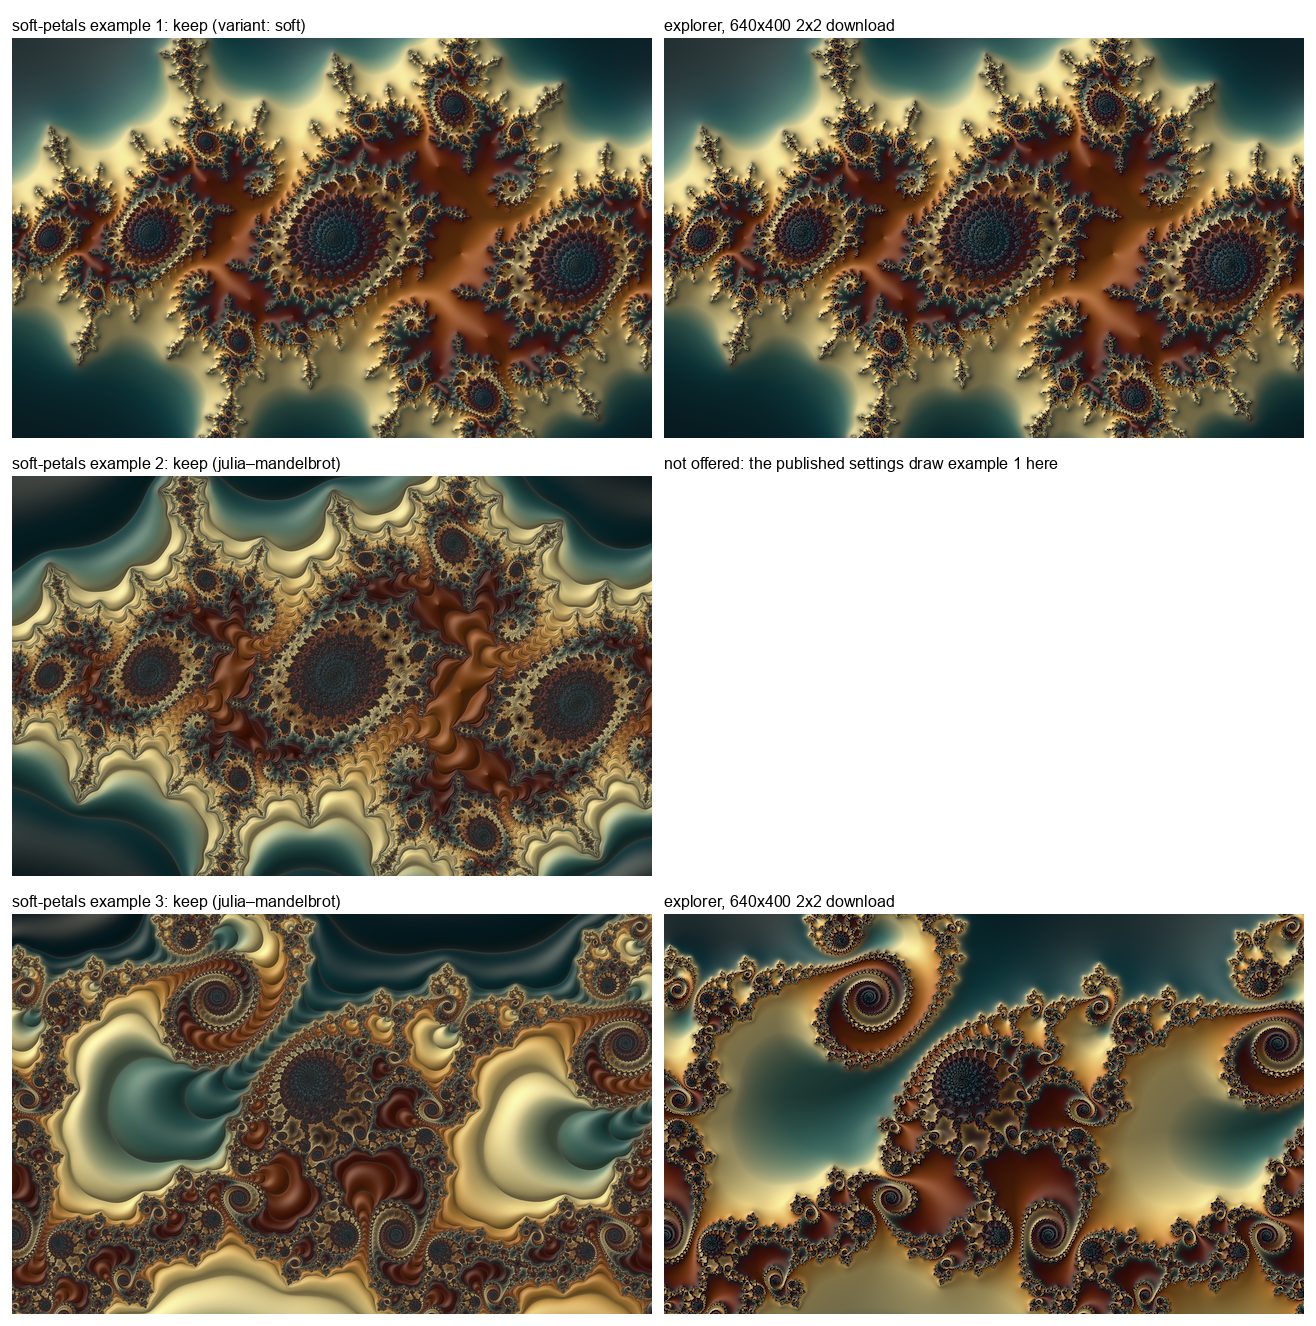 soft-petals example 1: keep (variant: soft)
explorer, 640x400 2x2 download
soft-petals example 2: keep (julia–mandelbrot)
not offered: the published settings draw example 1 here
soft-petals example 3: keep (julia–mandelbrot)
explorer, 640x400 2x2 download